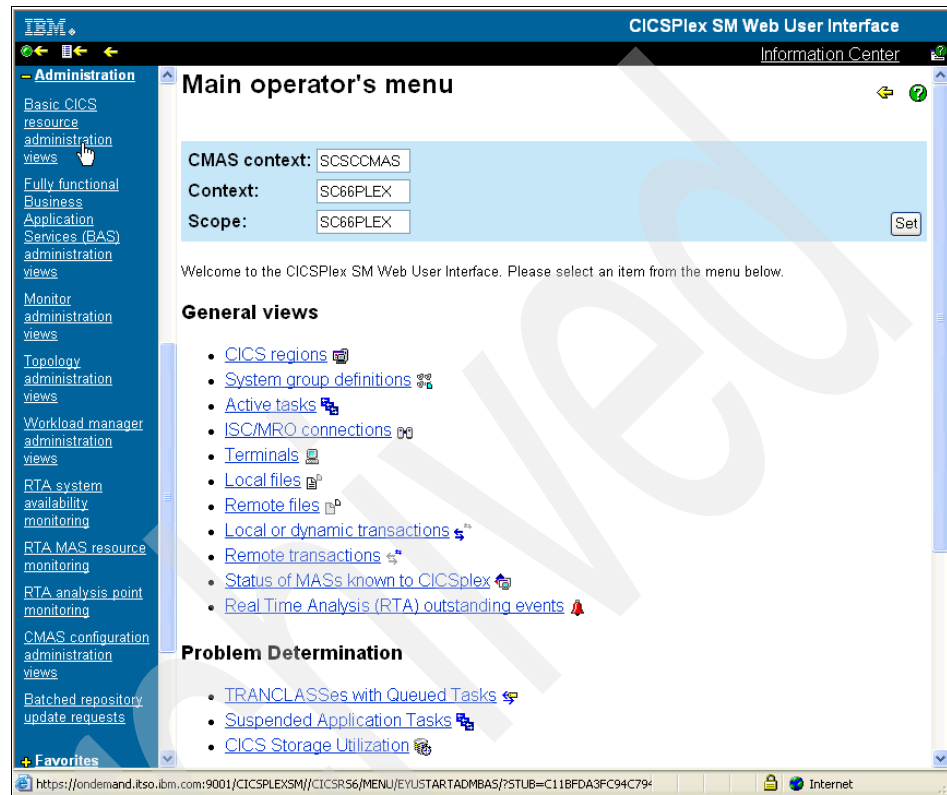 IBM
CICSPlex SM Web User Interface
Information Center
Administration
Basic CICS
resource
administration
views
Fully functional
Business
Application
Services (BAS)
administration
views
Monitor
administration
views
Topology
administration
views
Workload manager
administration
views
RTA system
availability
monitoring
RTA MAS resource
monitoring
RTA analysis point
monitoring
CMAS configuration
administration
views
Batched repository
update requests
Favorites
Main operator's menu
CMAS context: SCSCCMAS
Context: SC66PLEX
Scope: SC66PLEX
Set
Welcome to the CICSPlex SM Web User Interface. Please select an item from the menu below.
General views
CICS regions
System group definitions
Active tasks
ISC/MRO connections
Terminals
Local files
Remote files
Local or dynamic transactions
Remote transactions
Status of MASs known to CICSplex
Real Time Analysis (RTA) outstanding events
Problem Determination
TRANCLASSes with Queued Tasks
Suspended Application Tasks
CICS Storage Utilization
https://ondemand.itso.ibm.com:9001/CICSPLEXSM//CICSRS6/MENU/EYUSTARTADMBAS/?STUB=C11BFDA3FC94C794
Internet
chived